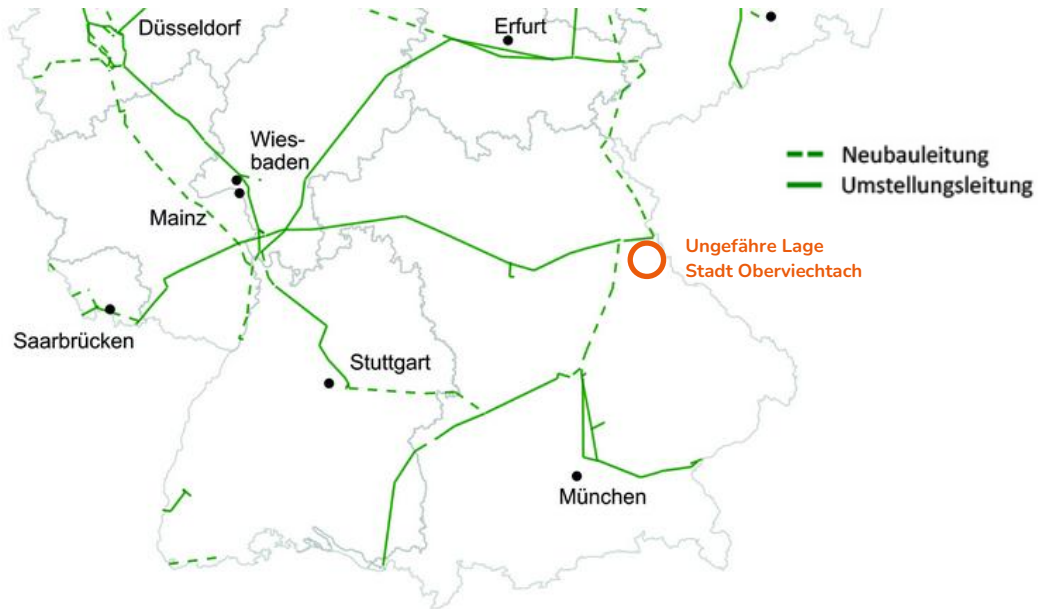 Düsseldorf
Erfurt
Wies-
baden
Mainz
Neubauleitung
Umstellungsleitung
Ungefähre Lage
Stadt Oberviechtach
Saarbrücken
Stuttgart
München